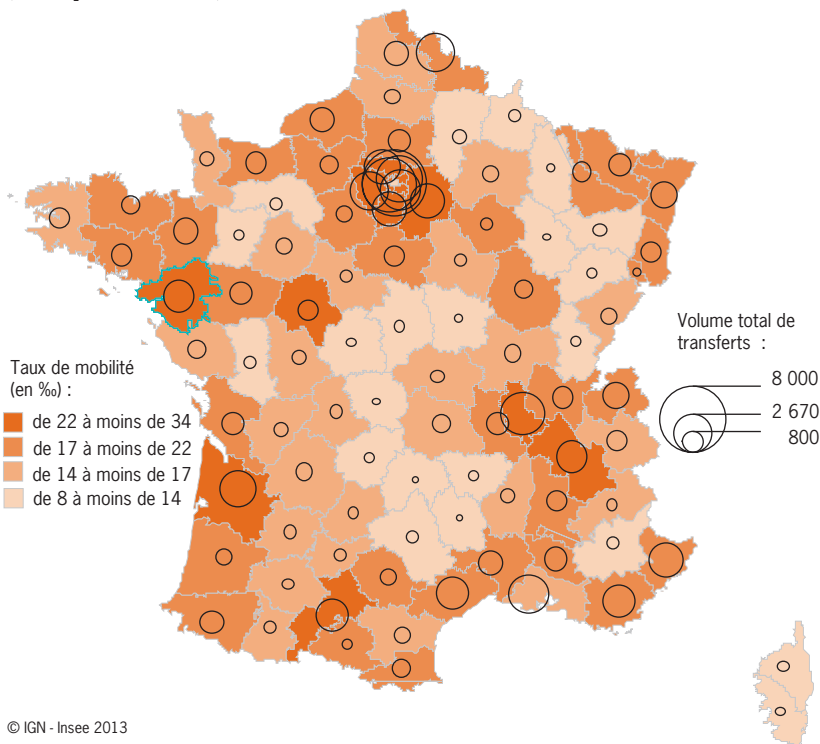 Taux de mobilité
(en ‰) :
de 22 à moins de 34
de 17 à moins de 22
de 14 à moins de 17
de 8 à moins de 14
Volume total de
transferts :
8 000
2 670
800
© IGN - Insee 2013